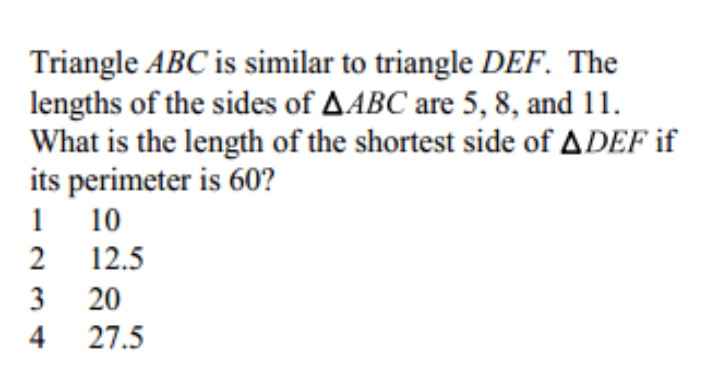 Triangle ABC is similar to triangle DEF. The
lengths of the sides of ΔABC are 5, 8, and 11.
What is the length of the shortest side of ΔDEF if
its perimeter is 60?
1 10
2 12.5
3 20
4 27.5